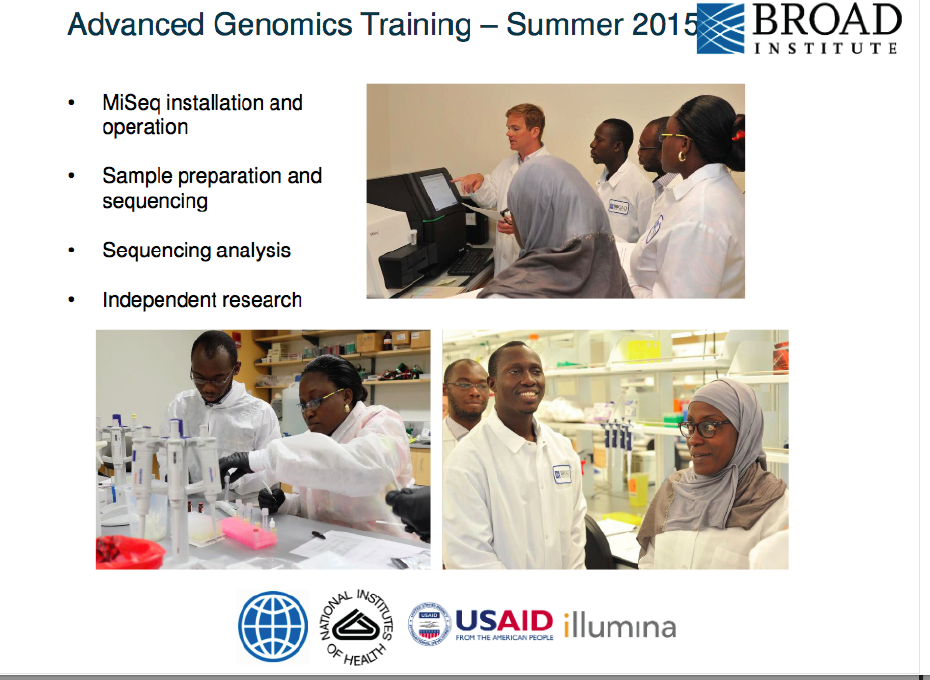 Advanced Genomics Training – Summer 2015
BROAD
INSTITUTE
• MiSeq installation and
operation
• Sample preparation and
sequencing
• Sequencing analysis
• Independent research
NATIONAL INSTITUTES
OF HEALTH
USAID
USAID
FROM THE AMERICAN PEOPLE
illumina